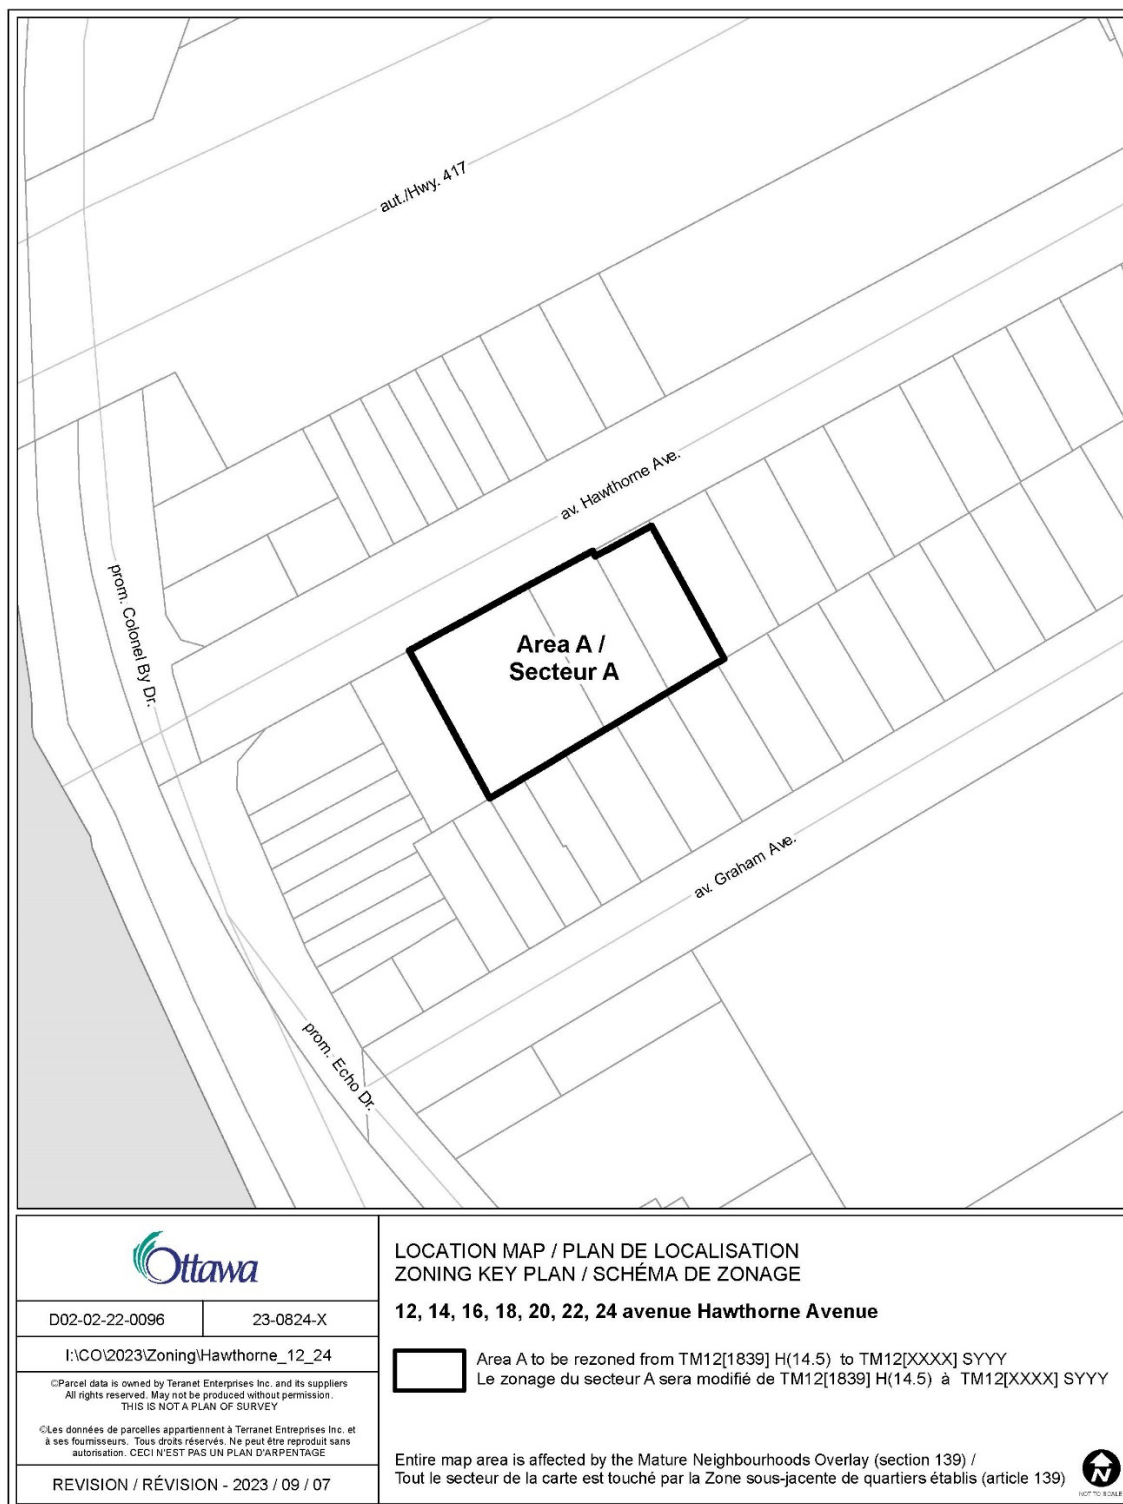 aut./Hwy. 417
av. Hawthorne Ave.
prom. Colonel By Dr.
Area A /
Secteur A
av. Graham Ave.
prom. Echo Dr.
Ottawa
D02-02-22-0096
23-0824-X
I:\CO\2023\Zoning\Hawthorne_12_24
©Parcel data is owned by Teranet Enterprises Inc. and its suppliers
All rights reserved. May not be produced without permission.
THIS IS NOT A PLAN OF SURVEY
©Les données de parcelles appartiennent à Terranet Entreprises Inc. et
à ses fournisseurs. Tous droits réservés. Ne peut être reproduit sans
autorisation. CECI N'EST PAS UN PLAN D'ARPENTAGE
REVISION / RÉVISION - 2023 / 09 / 07
LOCATION MAP / PLAN DE LOCALISATION
ZONING KEY PLAN / SCHÉMA DE ZONAGE
12, 14, 16, 18, 20, 22, 24 avenue Hawthorne Avenue
Area A to be rezoned from TM12[1839] H(14.5) to TM12[XXXX] SYYY
Le zonage du secteur A sera modifié de TM12[1839] H(14.5) à TM12[XXXX] SYYY
Entire map area is affected by the Mature Neighbourhoods Overlay (section 139) /
Tout le secteur de la carte est touché par la Zone sous-jacente de quartiers établis (article 139)
N
NOT TO SCALE